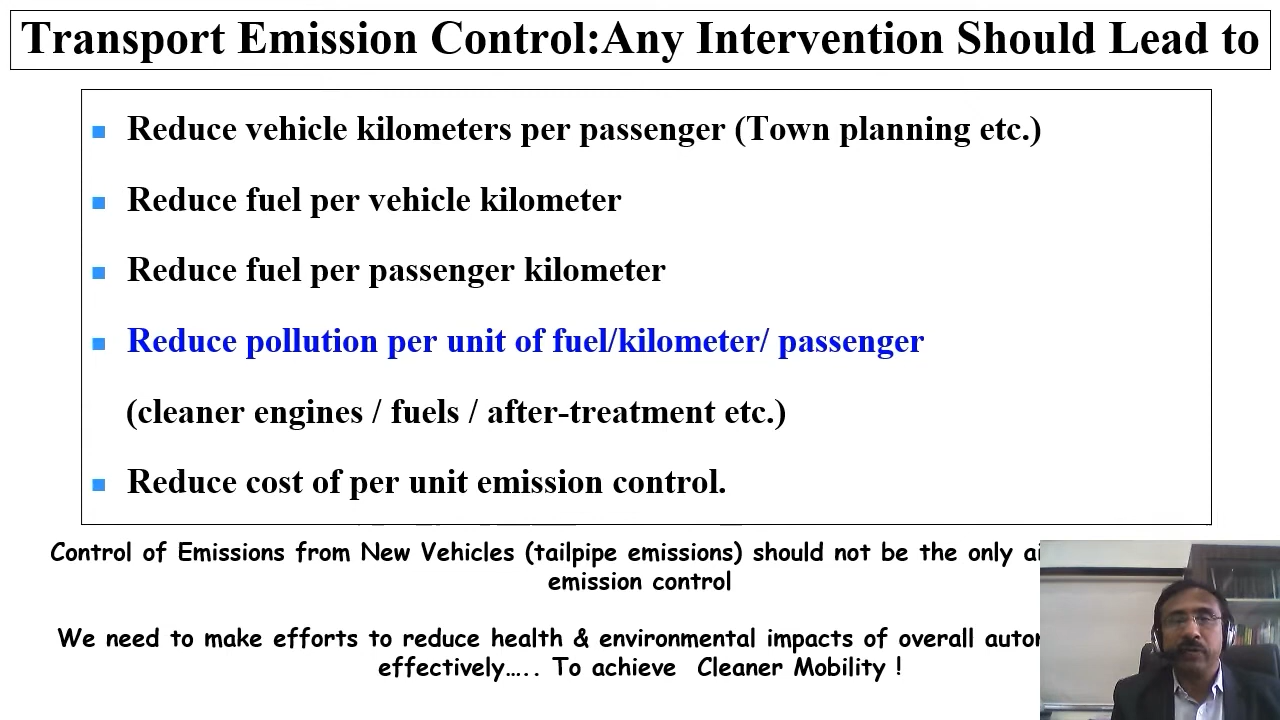 Transport Emission Control:Any Intervention Should Lead to
Reduce vehicle kilometers per passenger (Town planning etc.)
Reduce fuel per vehicle kilometer
Reduce fuel per passenger kilometer
Reduce pollution per unit of fuel/kilometer/ passenger
(cleaner engines / fuels / after-treatment etc.)
Reduce cost of per unit emission control.
Control of Emissions from New Vehicles (tailpipe emissions) should not be the only
emission control
We need to make efforts to reduce health & environmental impacts of overall
effectively….. To achieve Cleaner Mobility !